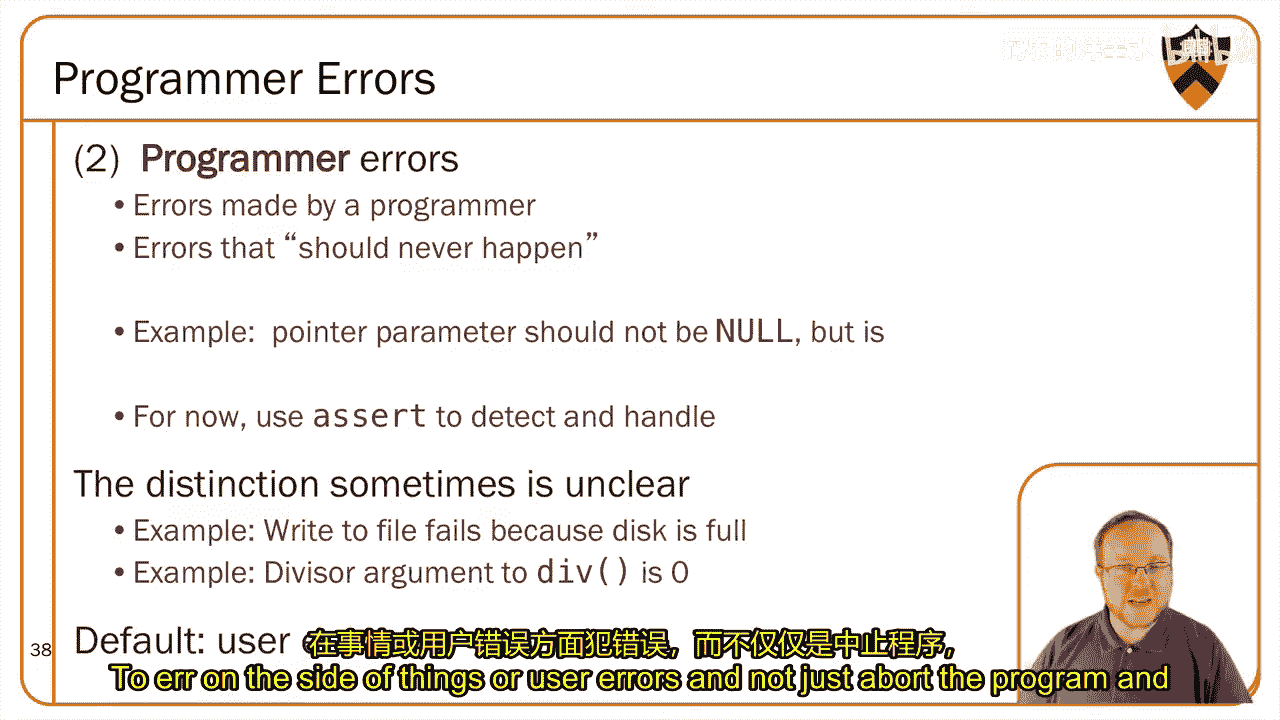 Programmer Errors
(2) Programmer errors
• Errors made by a programmer
• Errors that “should never happen”
• Example: pointer parameter should not be NULL, but is
• For now, use assert to detect and handle
The distinction sometimes is unclear
• Example: Write to file fails because disk is full
• Example: Divisor argument to div() is 0
38
Default: user
在事情或用户错误方面犯错误，而不仅仅是中止程序，
To err on the side of things or user errors and not just abort the program and